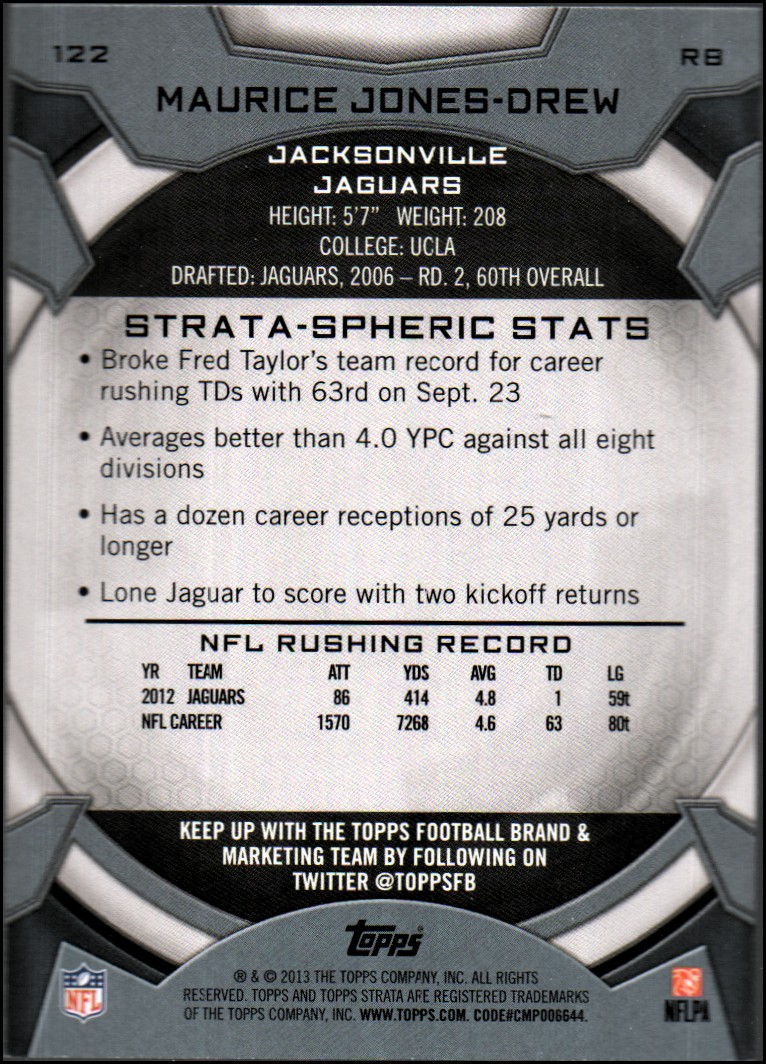 122
RB
MAURICE JONES-DREW
JACKSONVILLE
JAGUARS
HEIGHT: 5'7" WEIGHT: 208
COLLEGE: UCLA
DRAFTED: JAGUARS, 2006 – RD. 2, 60TH OVERALL
STRATA-SPHERIC STATS
• Broke Fred Taylor's team record for career
rushing TDs with 63rd on Sept. 23
• Averages better than 4.0 YPC against all eight
divisions
• Has a dozen career receptions of 25 yards or
longer
• Lone Jaguar to score with two kickoff returns
NFL RUSHING RECORD
YR TEAM ATT YDS AVG TD LG
2012 JAGUARS 86 414 4.8 1 59t
NFL CAREER 1570 7268 4.6 63 80t
KEEP UP WITH THE TOPPS FOOTBALL BRAND &
MARKETING TEAM BY FOLLOWING ON
TWITTER @TOPPSFB
Topps
® & © 2013 THE TOPPS COMPANY, INC. ALL RIGHTS
RESERVED. TOPPS AND TOPPS STRATA ARE REGISTERED TRADEMARKS
OF THE TOPPS COMPANY, INC. WWW.TOPPS.COM. CODE#CMP006644.
NFL
NFLPA